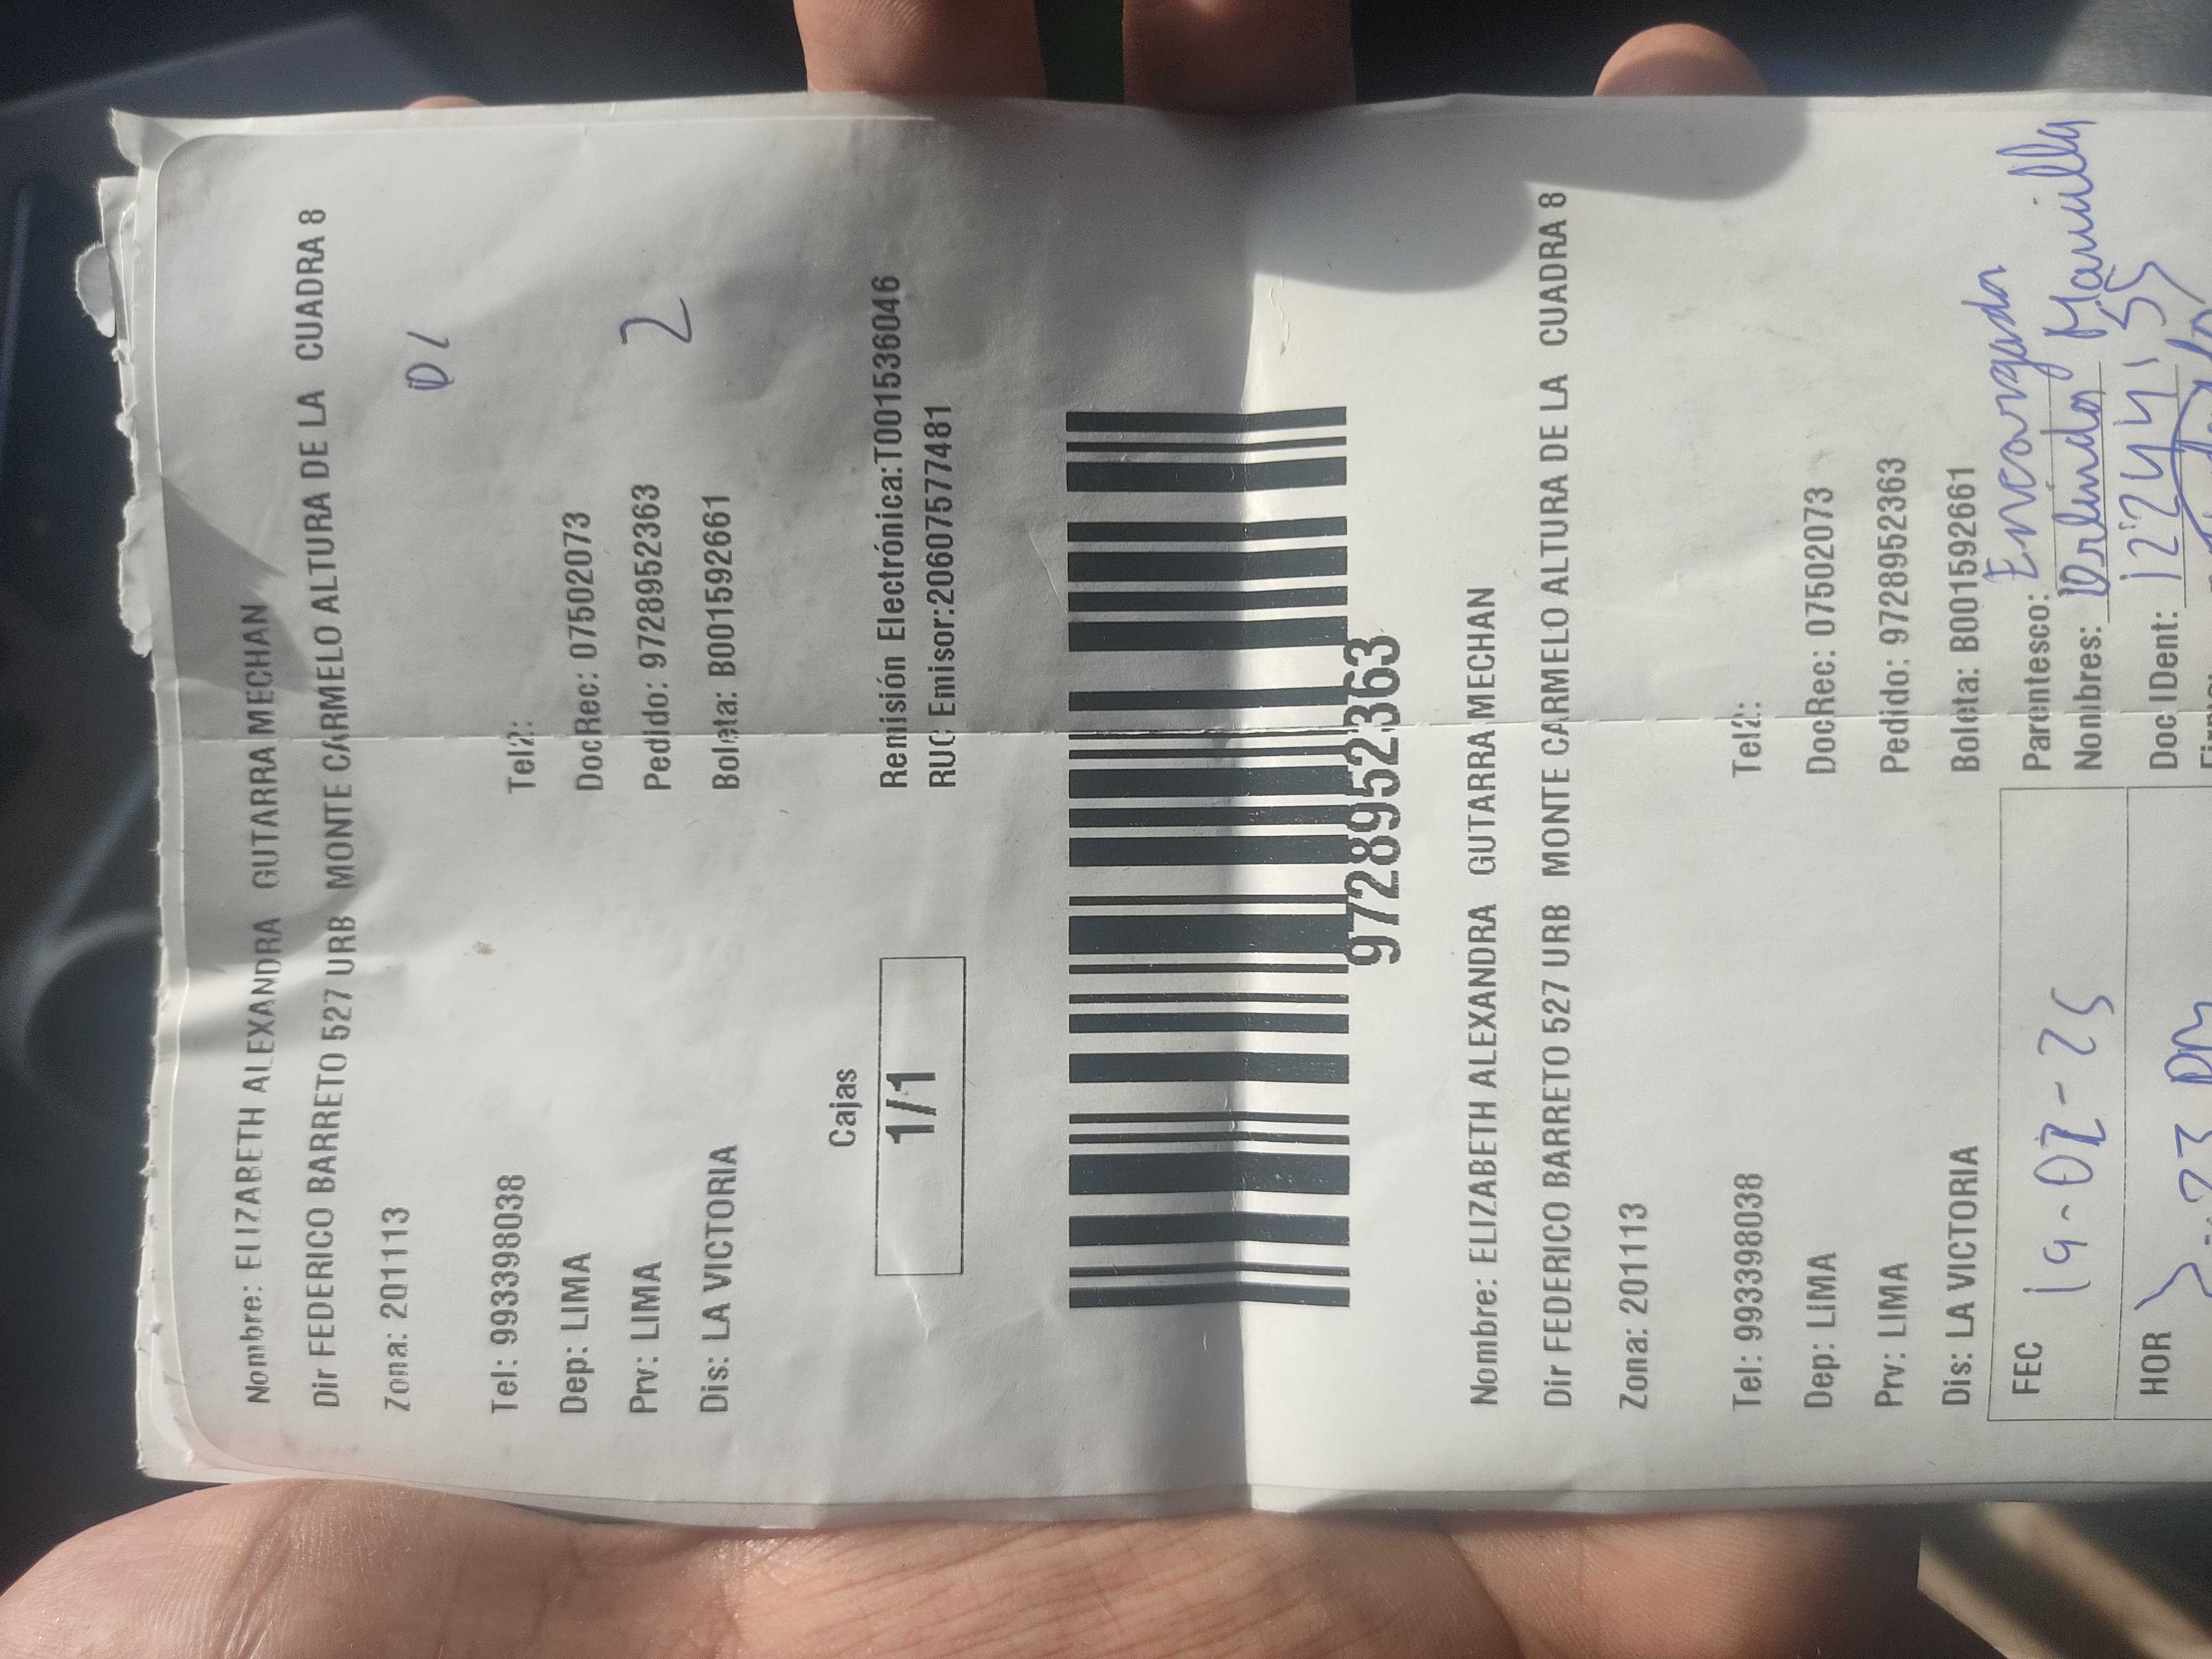 Nombre: ELIZABETH ALEXANDRA GUTARRA MECHAN
Dir FEDERICO BARRETO 527 URB MONTE CARMELO ALTURA DE LA CUADRA 8
Zona: 201113
Tel: 993398038 Tel2:
Dep: LIMA DocRec: 07502073
Prv: LIMA Pedido: 9728952363
2
Dis: LA VICTORIA Boleta: B001592661
Cajas
1/1
Remisión Electrónica:T001536046
RUC Emisor:20607577481
9728952363
Nombre: ELIZABETH ALEXANDRA GUTARRA MECHAN
Dir FEDERICO BARRETO 527 URB MONTE CARMELO ALTURA DE LA CUADRA 8
Zona: 201113
Tel: 993398038 Tel2:
Dep: LIMA DocRec: 07502073
Prv: LIMA Pedido: 9728952363
Dis: LA VICTORIA Boleta: B001592661
FEC 19-02-25 Parentesco: Encargada
Nombres:
HOR Doc IDent: